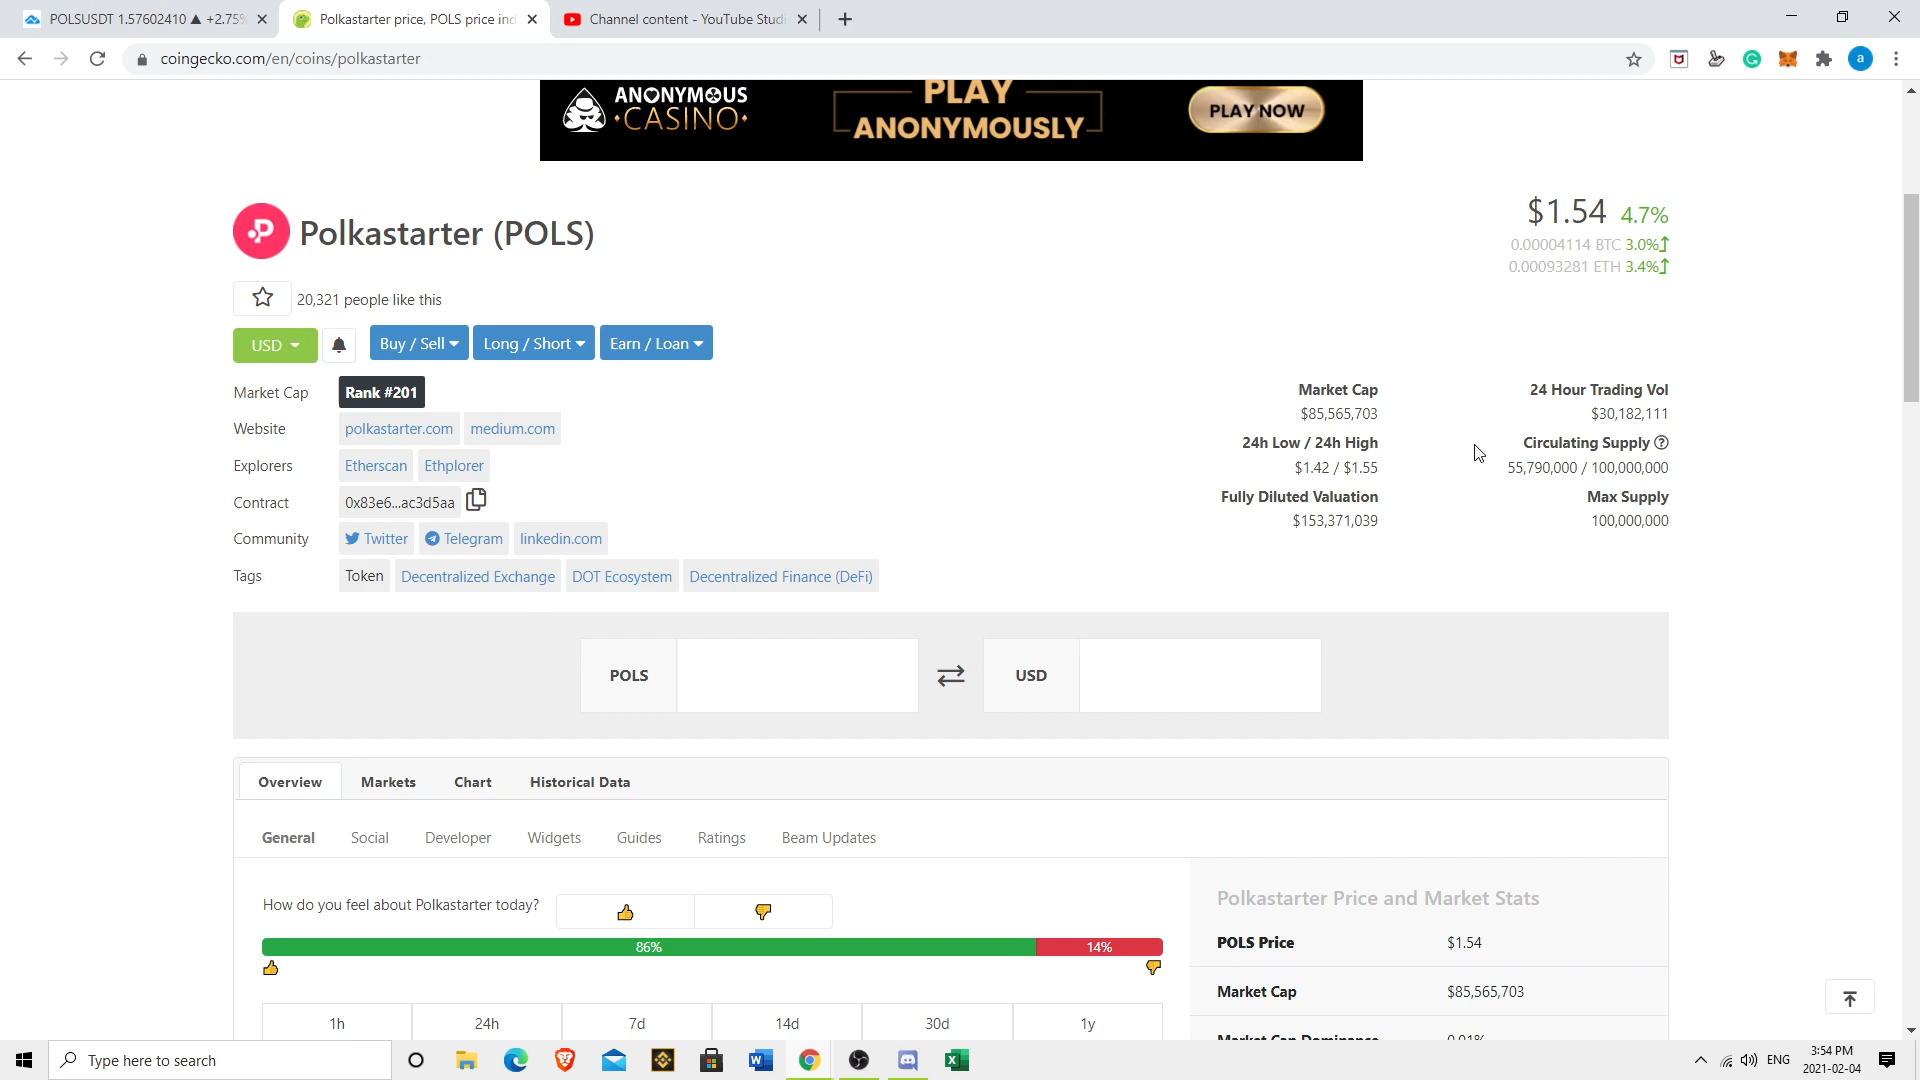 POLSUSDT 1.57602410 ▲ +2.75%
Polkastarter price, POLS price ind
Channel content - YouTube Studi
coingecko.com/en/coins/polkastarter
a
ANONYMOUS
CASINO
PLAY
ANONYMOUSLY
PLAY NOW
Polkastarter (POLS)
$1.54 4.7%
0.00004114 BTC 3.0%
0.00093281 ETH 3.4%
20,321 people like this
USD
Buy / Sell
Long / Short
Earn / Loan
Market Cap Rank #201
Website polkastarter.com medium.com
Explorers Etherscan Ethplorer
Contract 0x83e6...ac3d5aa
Community Twitter Telegram linkedin.com
Tags Token Decentralized Exchange DOT Ecosystem Decentralized Finance (DeFi)
Market Cap
$85,565,703
24h Low / 24h High
$1.42 / $1.55
Fully Diluted Valuation
$153,371,039
24 Hour Trading Vol
$30,182,111
Circulating Supply ?
55,790,000 / 100,000,000
Max Supply
100,000,000
POLS
USD
Overview Markets Chart Historical Data
General Social Developer Widgets Guides Ratings Beam Updates
How do you feel about Polkastarter today?
86% 14%
1h 24h 7d 14d 30d 1y
Polkastarter Price and Market Stats
POLS Price $1.54
Market Cap $85,565,703
Market Cap Dominance 0.01%
Type here to search
ENG
3:54 PM
2021-02-04